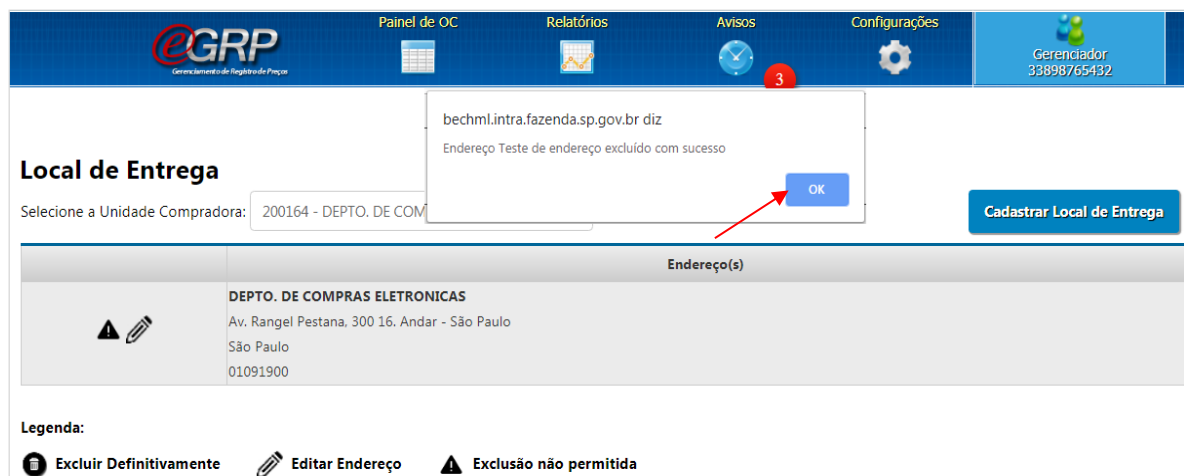 Painel de OC
Relatórios
Avisos
Configurações
eGRP
Gerenciamento de Registro de Preços
3
Gerenciador
33898765432
bechml.intra.fazenda.sp.gov.br diz
Endereço Teste de endereço excluído com sucesso
OK
Local de Entrega
Selecione a Unidade Compradora:
200164 - DEPTO. DE COM
Cadastrar Local de Entrega
Endereço(s)
DEPTO. DE COMPRAS ELETRONICAS
Av. Rangel Pestana, 300 16. Andar - São Paulo
São Paulo
01091900
Legenda:
Excluir Definitivamente
Editar Endereço
Exclusão não permitida